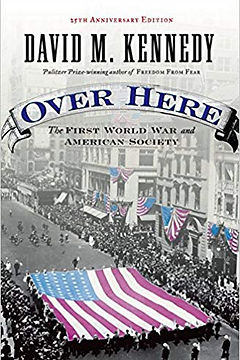 25TH ANNIVERSARY EDITION
DAVID M. KENNEDY
Pulitzer Prize-winning author of FREEDOM FROM FEAR
OVER HERE
The FIRST WORLD WAR and
AMERICAN SOCIETY